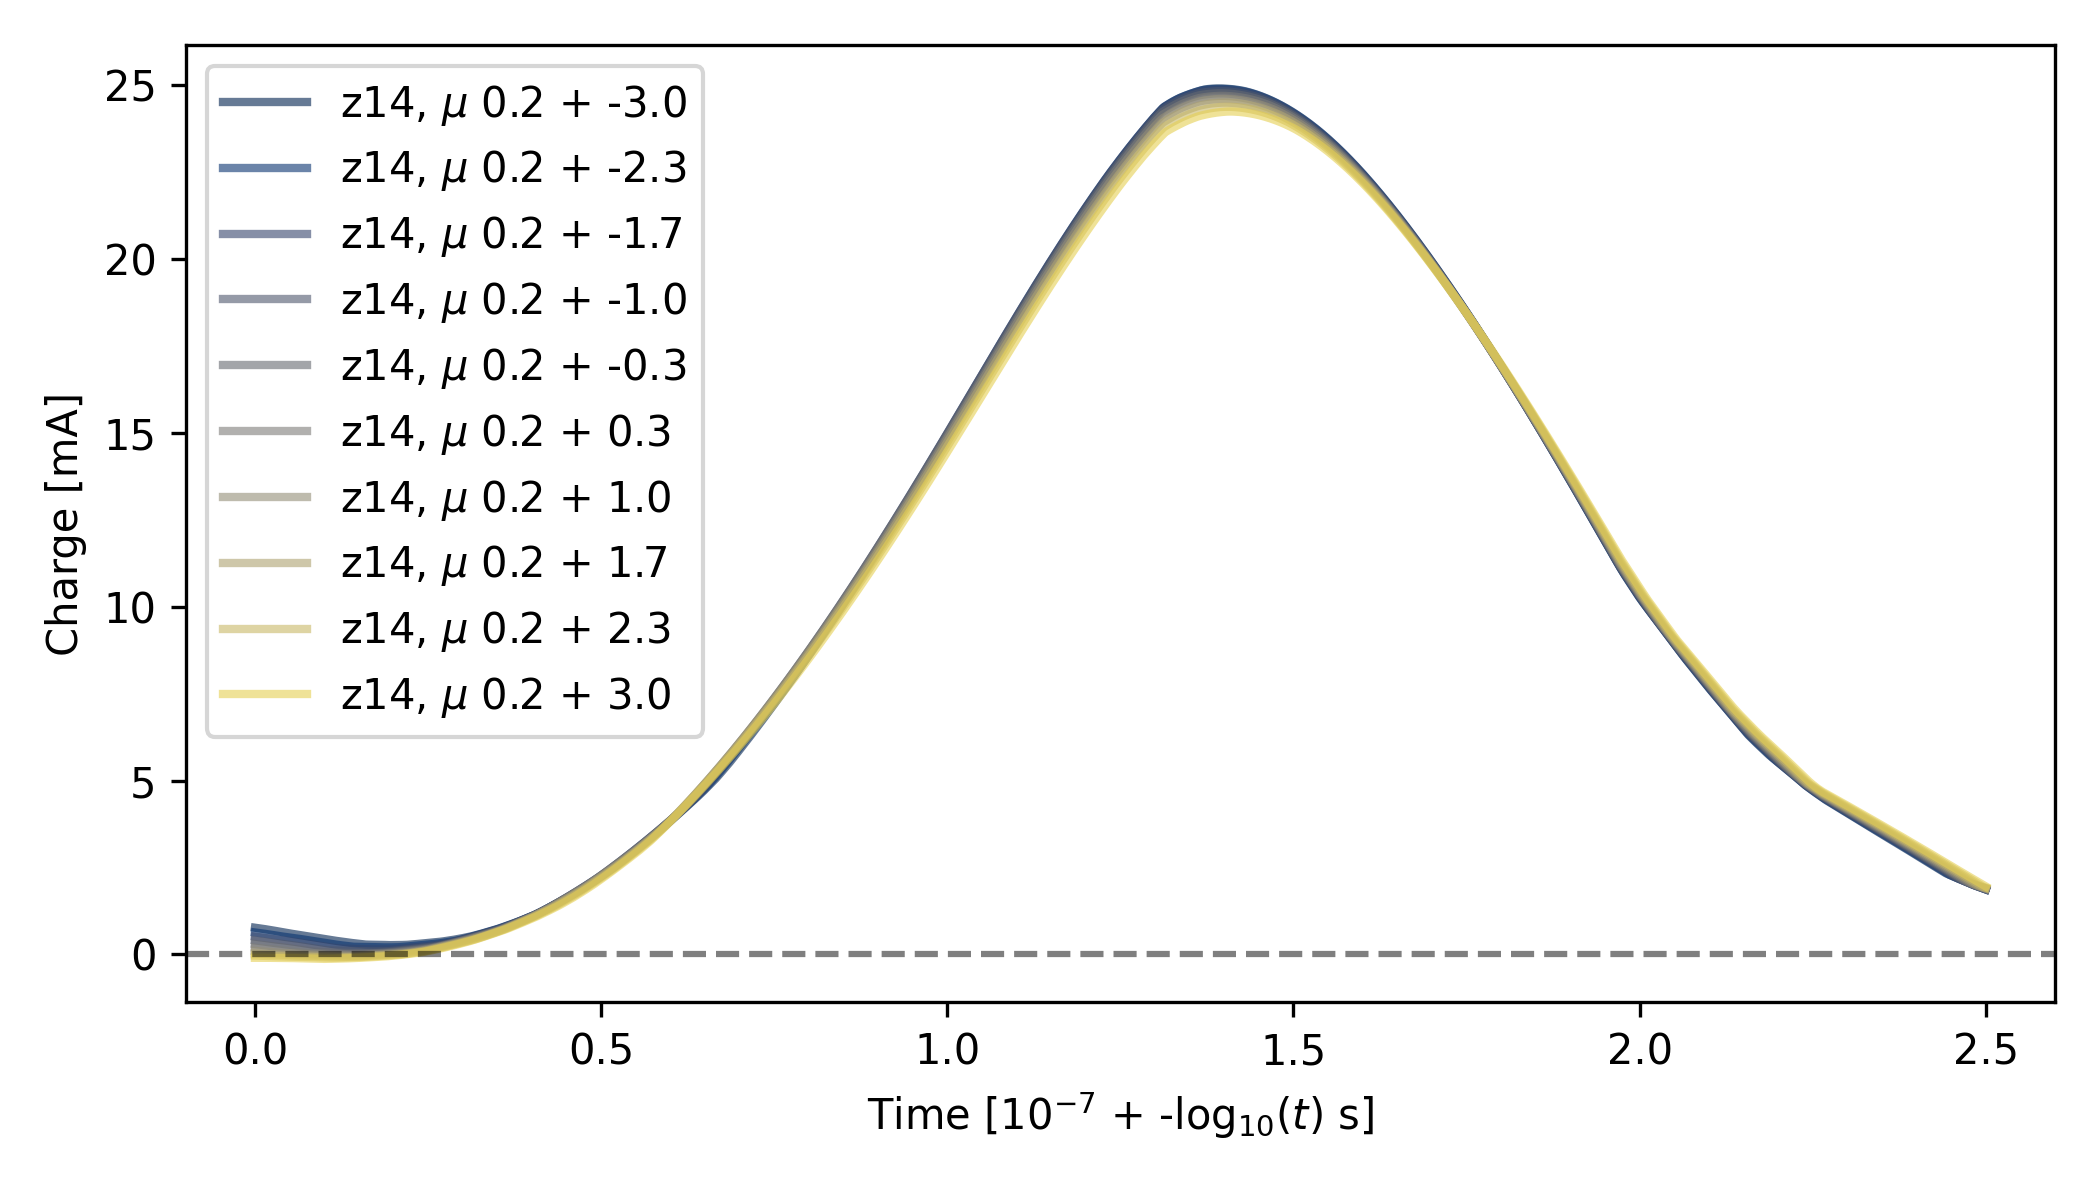 25
20
15
10
5
0
Charge [mA]
z14, μ 0.2 + -3.0
z14, μ 0.2 + -2.3
z14, μ 0.2 + -1.7
z14, μ 0.2 + -1.0
z14, μ 0.2 + -0.3
z14, μ 0.2 + 0.3
z14, μ 0.2 + 1.0
z14, μ 0.2 + 1.7
z14, μ 0.2 + 2.3
z14, μ 0.2 + 3.0
0.0 0.5 1.0 1.5 2.0 2.5
Time [10⁻⁷ + -log₁₀(t) s]